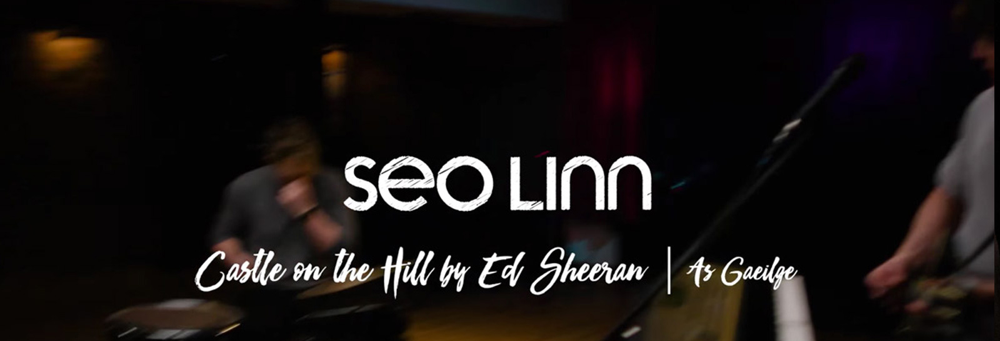 seo linn
Castle on the Hill by Ed Sheeran | As Gaeilge